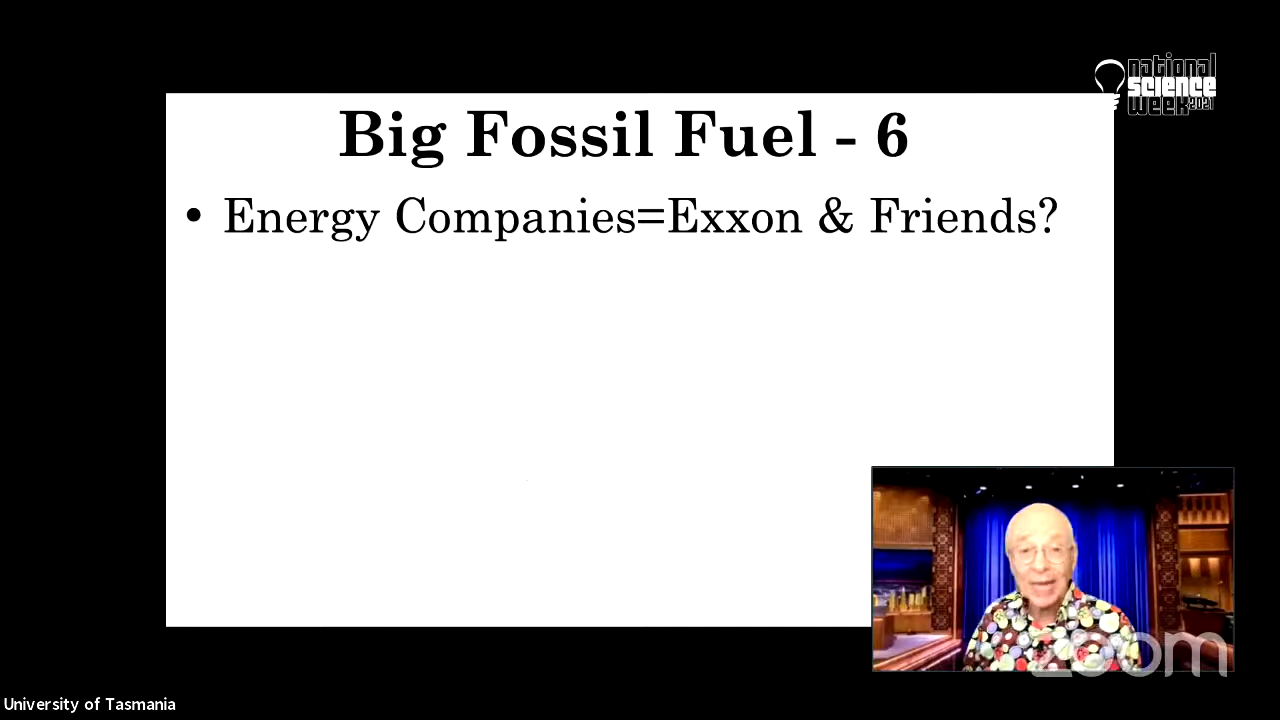 national
science
week 2021
Big Fossil Fuel - 6
• Energy Companies=Exxon & Friends?
zoom
University of Tasmania